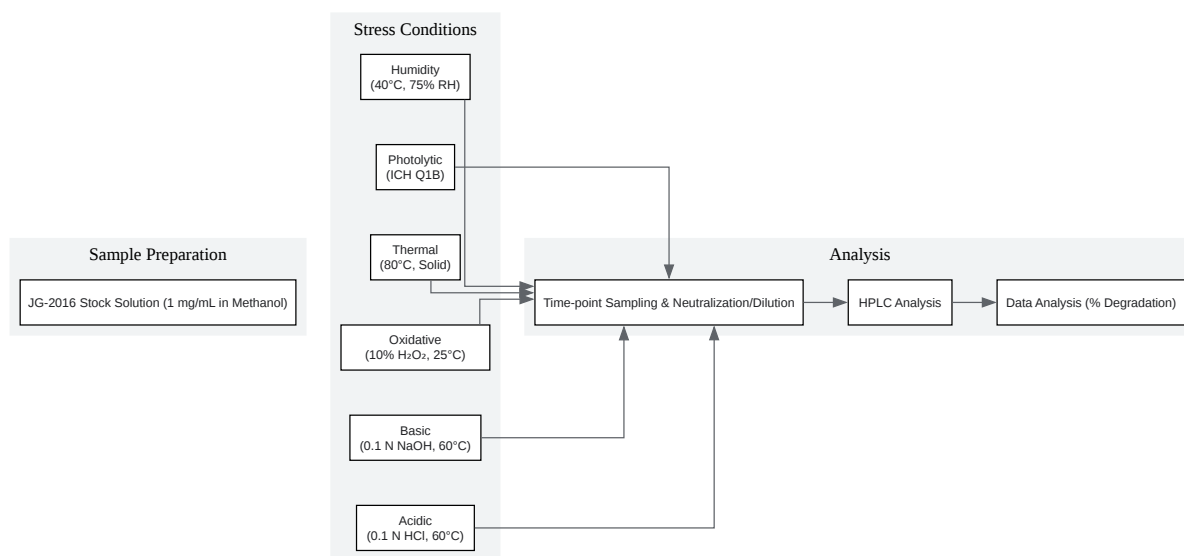 Stress Conditions
Humidity
(40°C, 75% RH)
Photolytic
(ICH Q1B)
Thermal
(80°C, Solid)
Oxidative
(10% H₂O₂, 25°C)
Basic
(0.1 N NaOH, 60°C)
Acidic
(0.1 N HCl, 60°C)
Sample Preparation
JG-2016 Stock Solution (1 mg/mL in Methanol)
Analysis
Time-point Sampling & Neutralization/Dilution
HPLC Analysis
Data Analysis (% Degradation)